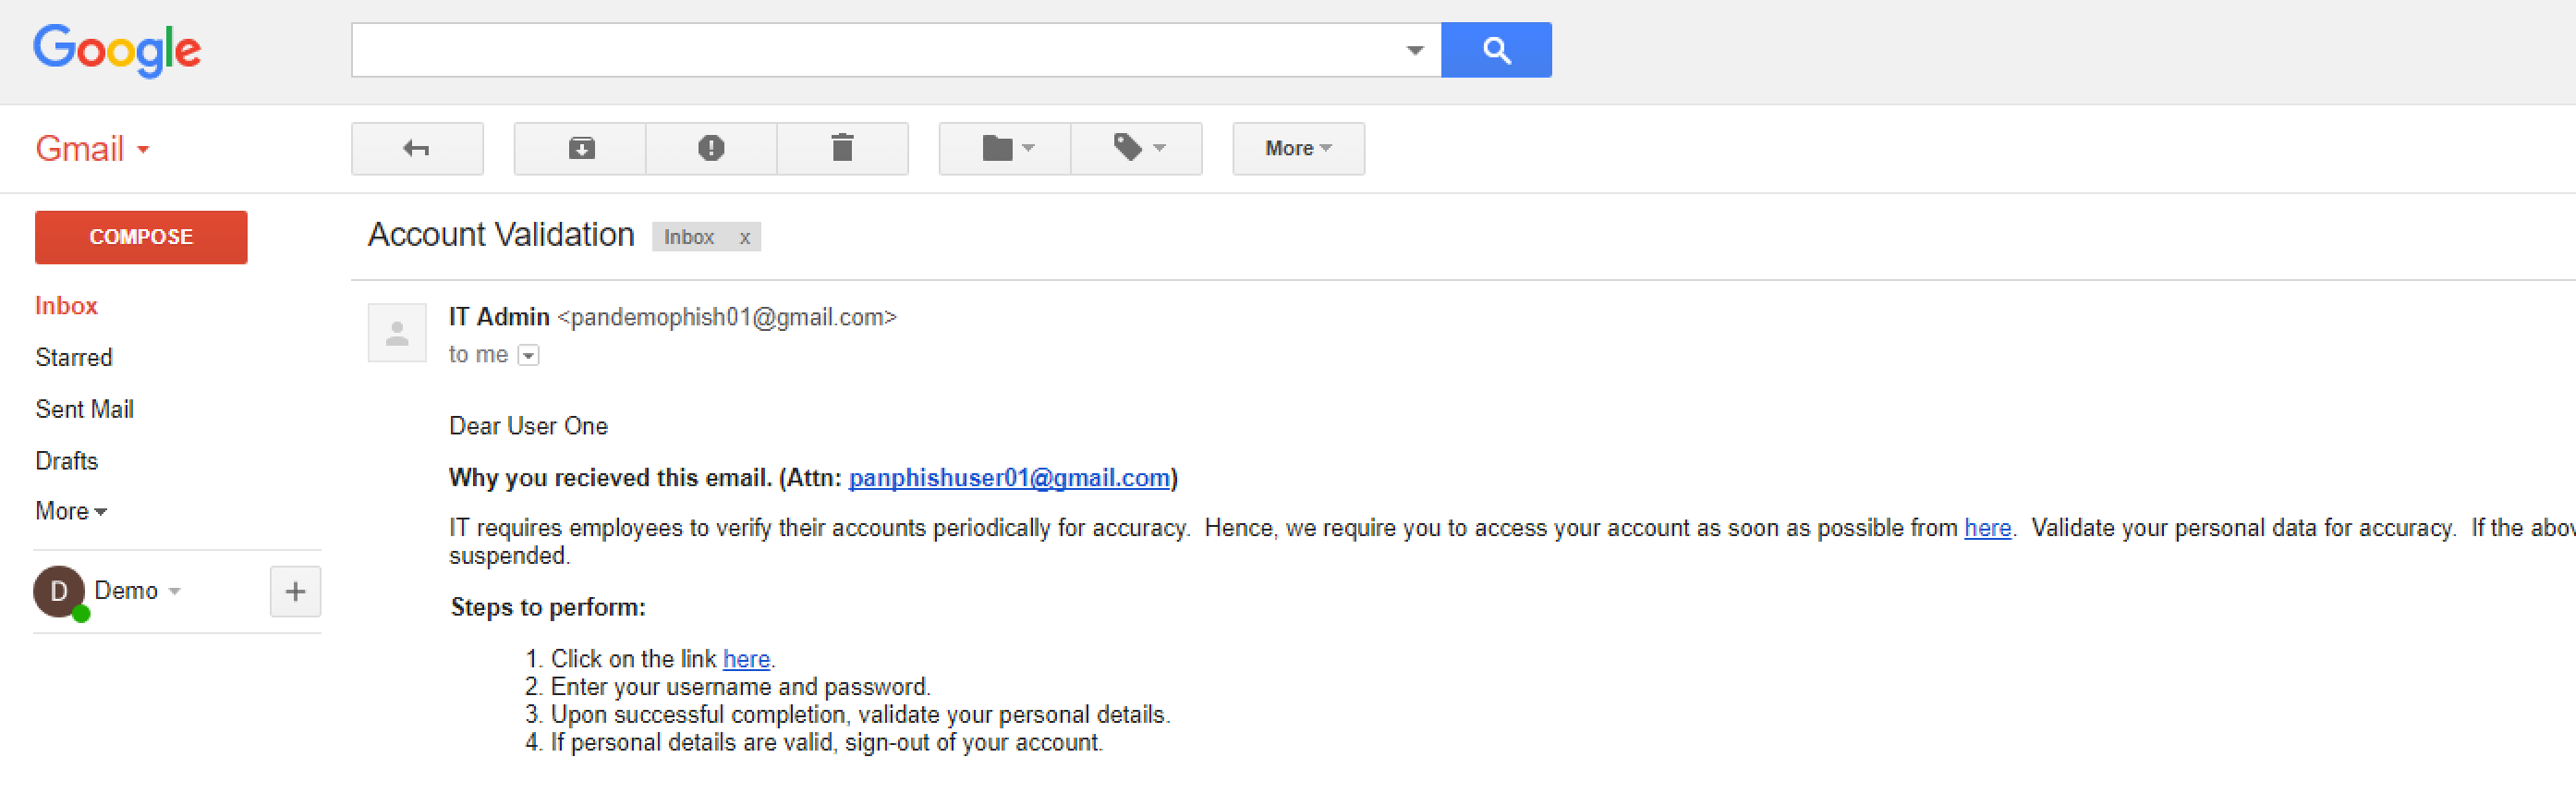 Google
Gmail
More
COMPOSE
Account Validation Inbox x
Inbox
Starred
Sent Mail
Drafts
More
D Demo +
IT Admin <pandemophish01@gmail.com>
to me
Dear User One
Why you recieved this email. (Attn: panphishuser01@gmail.com)
IT requires employees to verify their accounts periodically for accuracy. Hence, we require you to access your account as soon as possible from here. Validate your personal data for accuracy. If the
suspended.
Steps to perform:
1. Click on the link here.
2. Enter your username and password.
3. Upon successful completion, validate your personal details.
4. If personal details are valid, sign-out of your account.